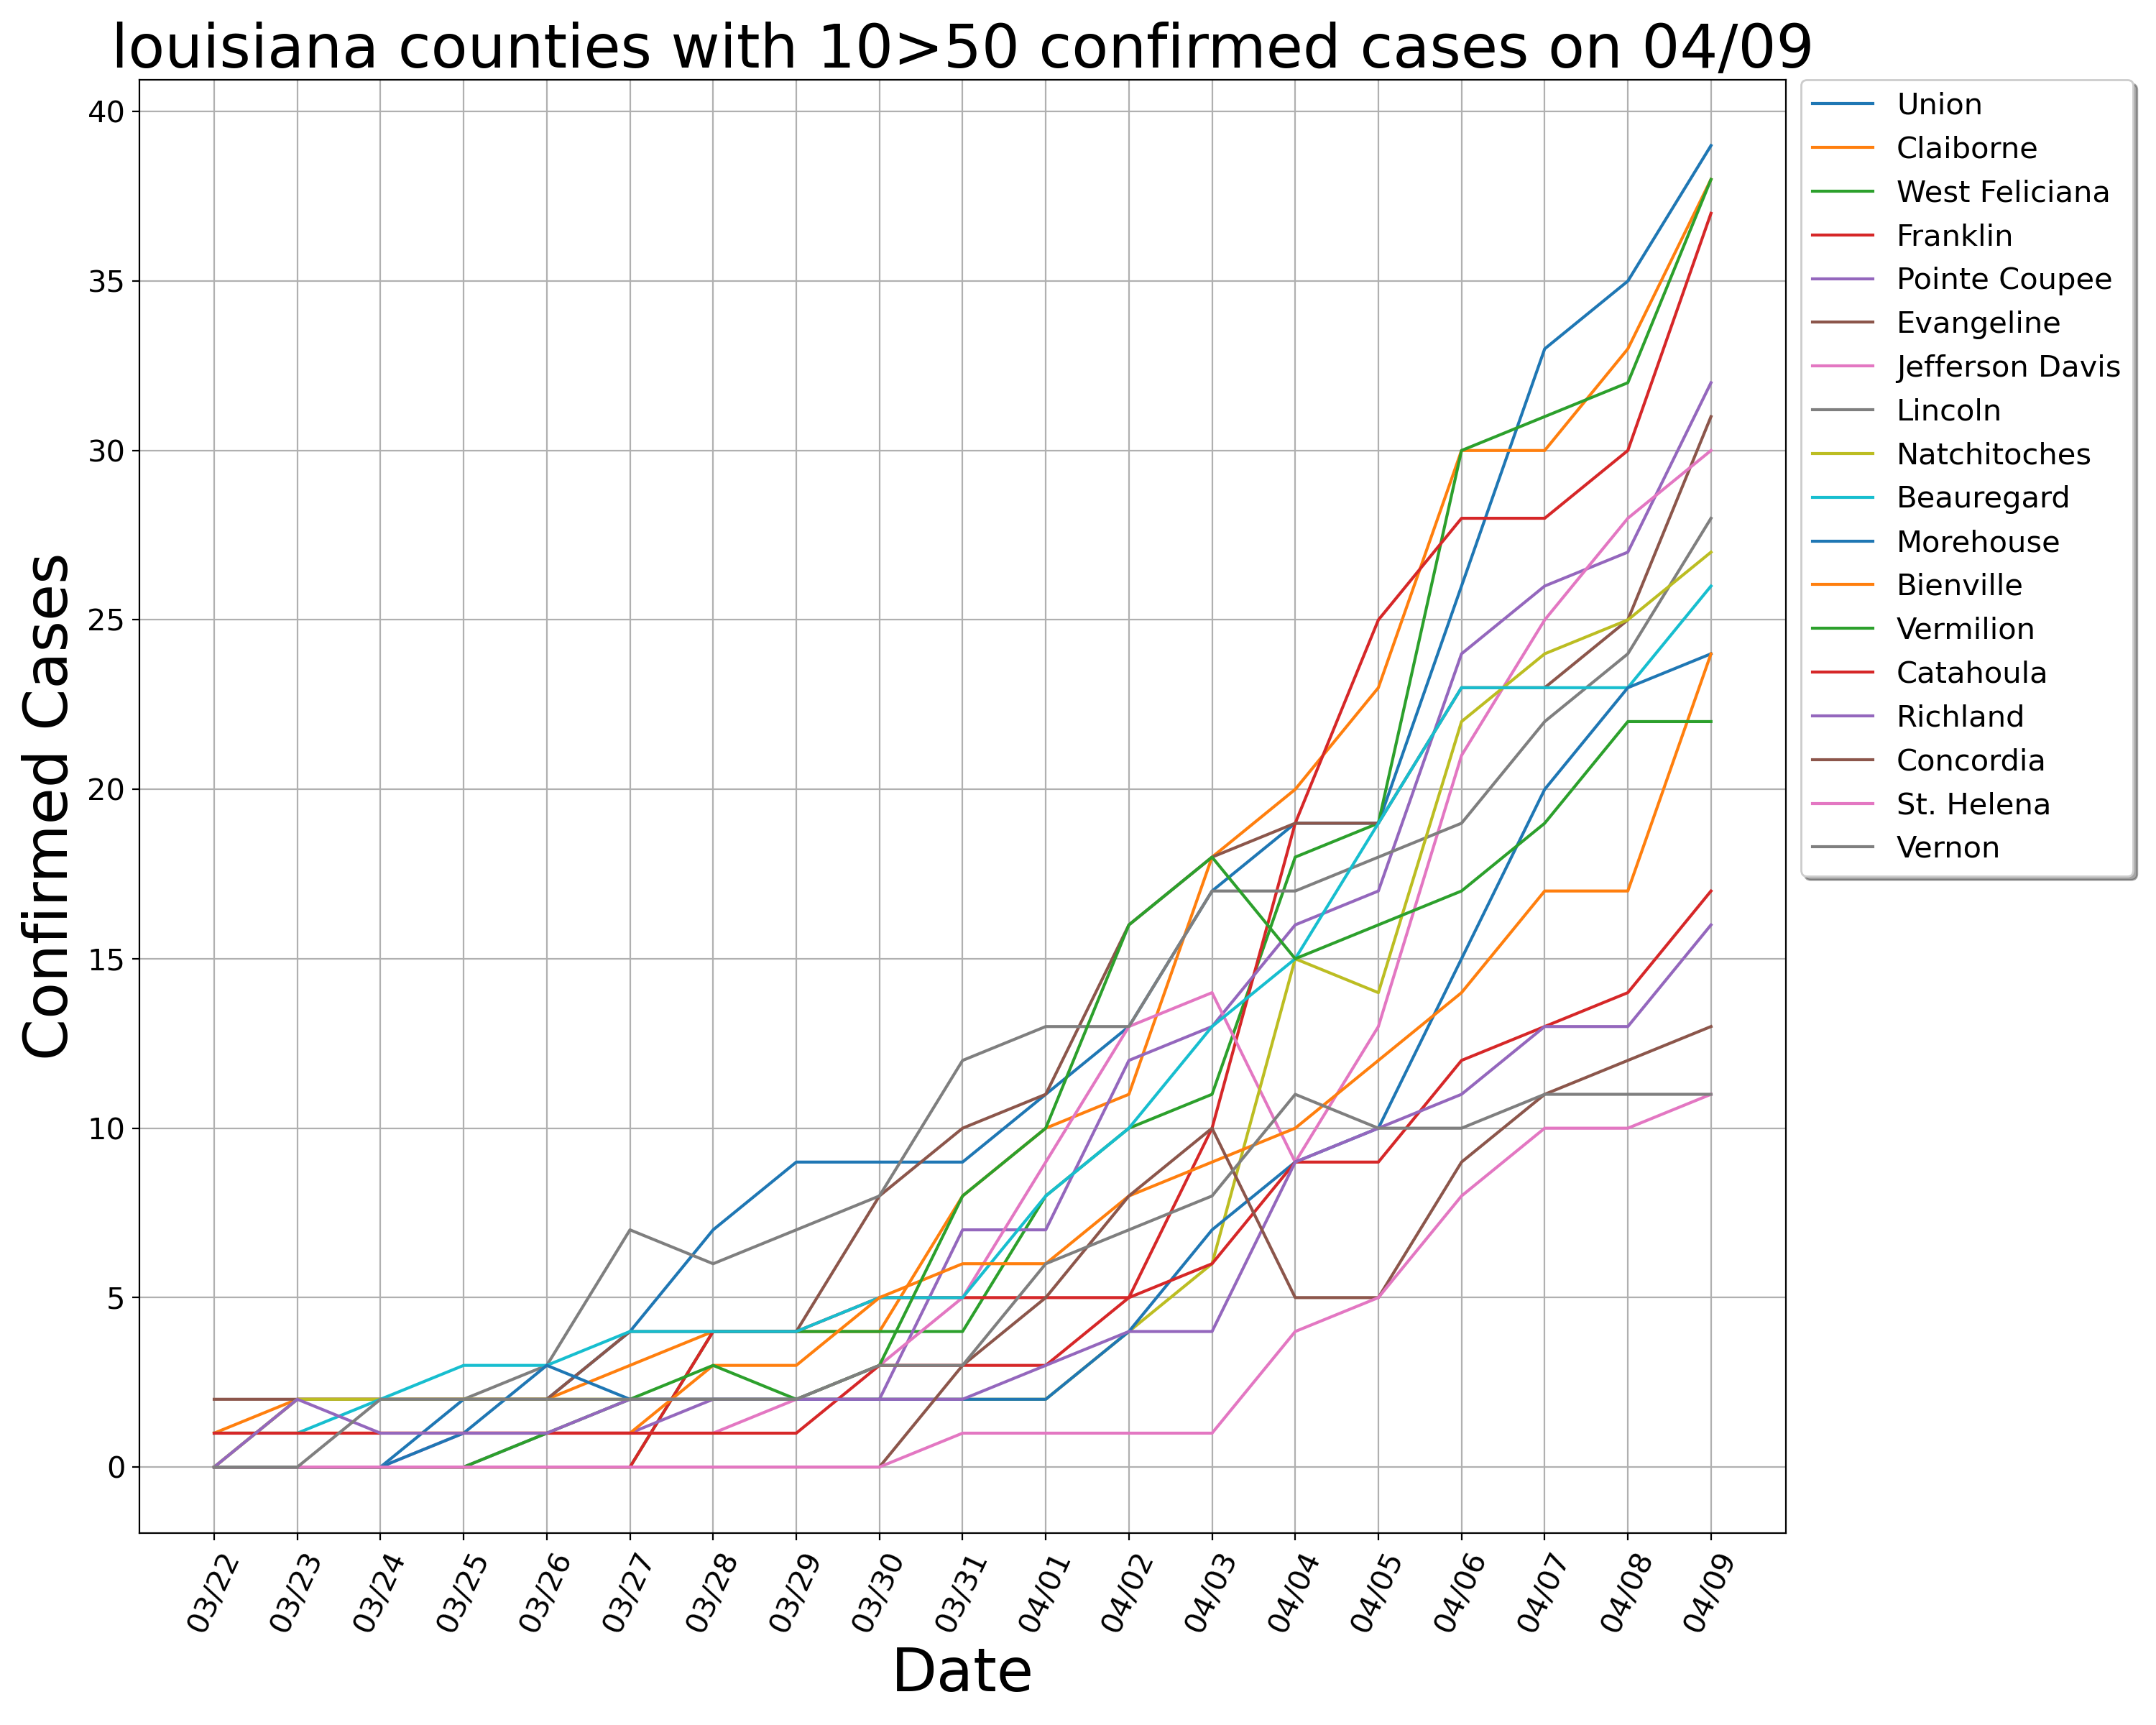 louisiana counties with 10>50 confirmed cases on 04/09
Confirmed Cases
40
35
30
25
20
15
10
5
0
03/22
03/23
03/24
03/25
03/26
03/27
03/28
03/29
03/30
03/31
04/01
04/02
04/03
04/04
04/05
04/06
04/07
04/08
04/09
Date
Union
Claiborne
West Feliciana
Franklin
Pointe Coupee
Evangeline
Jefferson Davis
Lincoln
Natchitoches
Beauregard
Morehouse
Bienville
Vermilion
Catahoula
Richland
Concordia
St. Helena
Vernon